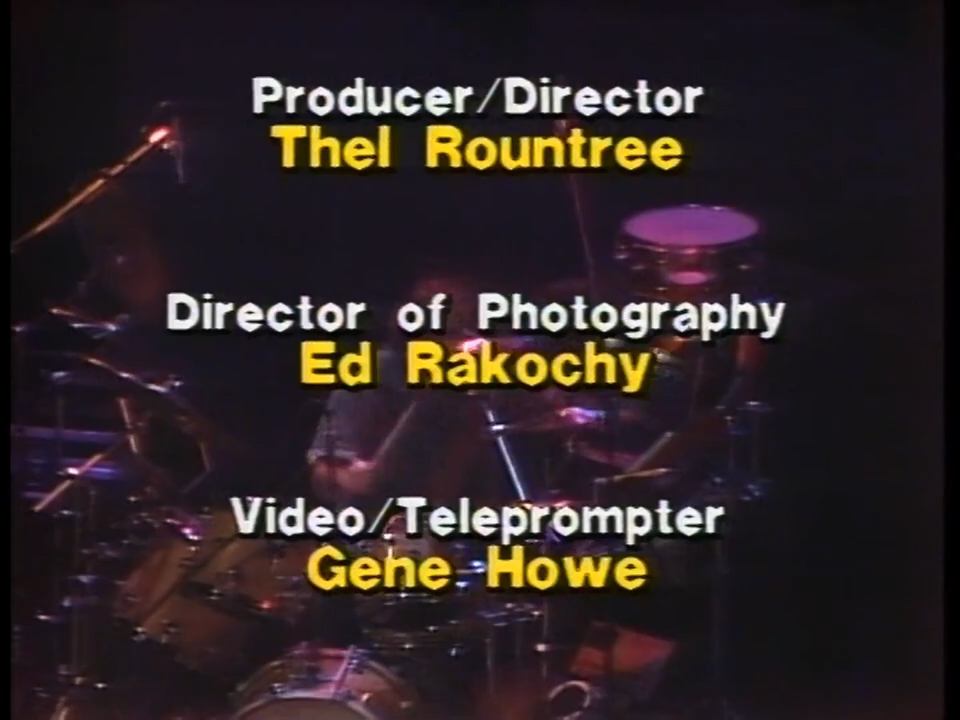 Producer/Director
Thel Rountree
Director of Photography
Ed Rakochy
Video/Teleprompter
Gene Howe